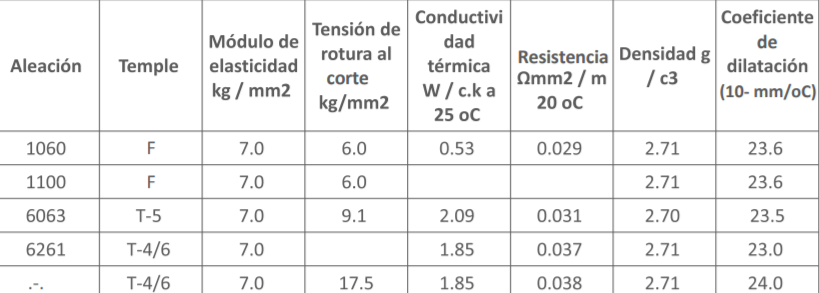 Aleación Temple Módulo de elasticidad kg / mm2 Tensión de rotura al corte kg/mm2 Conductivi dad térmica W / c.k a 25 oC Resistencia Ωmm2 / m 20 oC Densidad g / c3 Coeficiente de dilatación (10- mm/oC)
1060 F 7.0 6.0 0.53 0.029 2.71 23.6
1100 F 7.0 6.0 2.71 23.6
6063 T-5 7.0 9.1 2.09 0.031 2.70 23.5
6261 T-4/6 7.0 1.85 0.037 2.71 23.0
.-. T-4/6 7.0 17.5 1.85 0.038 2.71 24.0